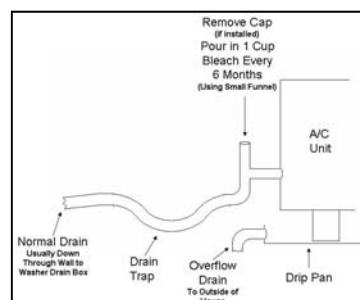 Remove Cap
(if installed)
Pour in 1 Cup
Bleach Every
6 Months
(Using Small Funnel)
A/C
Unit
Normal Drain
Usually Down
Through Wall to
Washer Drain Box
Drain
Trap
Overflow
Drain
To Outside of
Drip Pan